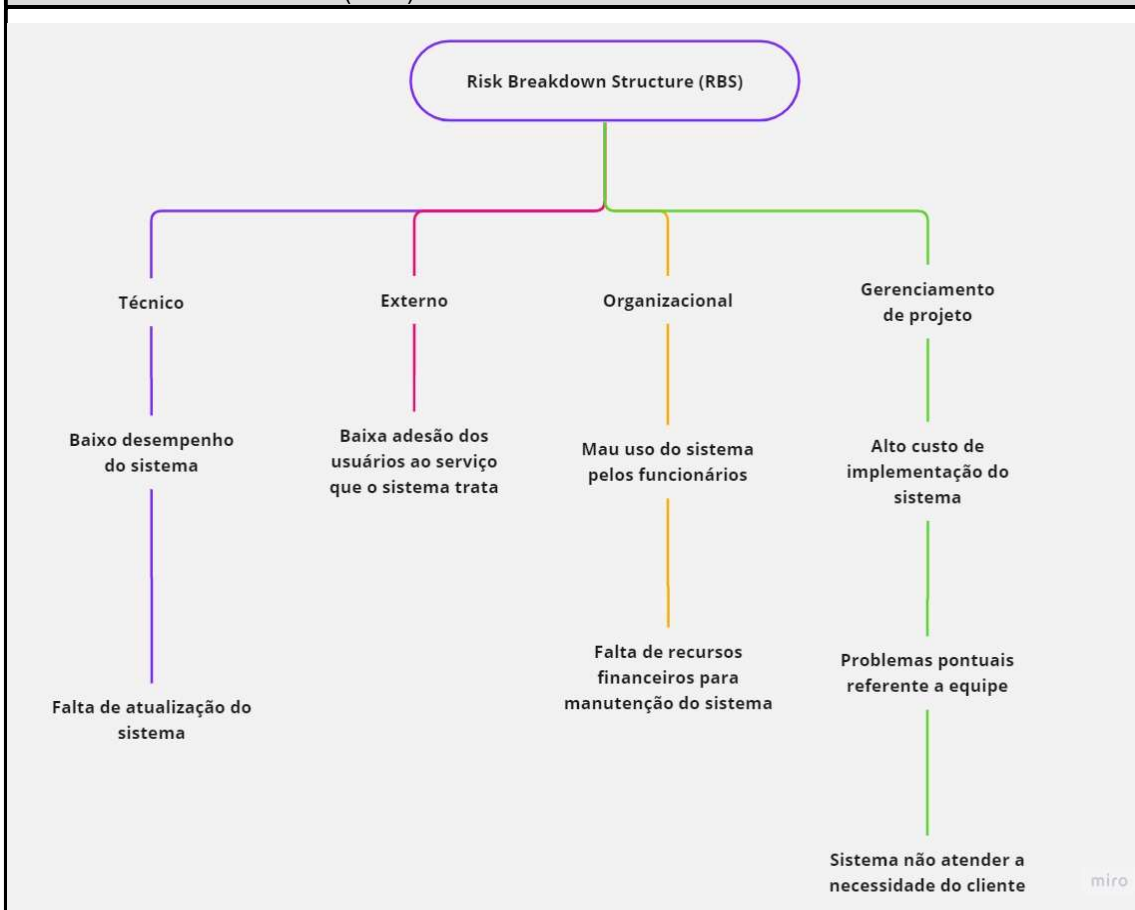 Risk Breakdown Structure (RBS)
Técnico
Externo
Organizacional
Gerenciamento
de projeto
Baixo desempenho
do sistema
Baixa adesão dos
usuários ao serviço
que o sistema trata
Mau uso do sistema
pelos funcionários
Alto custo de
implementação do
sistema
Falta de atualização do
sistema
Falta de recursos
financeiros para
manutenção do sistema
Problemas pontuais
referente a equipe
Sistema não atender a
necessidade do cliente
miro